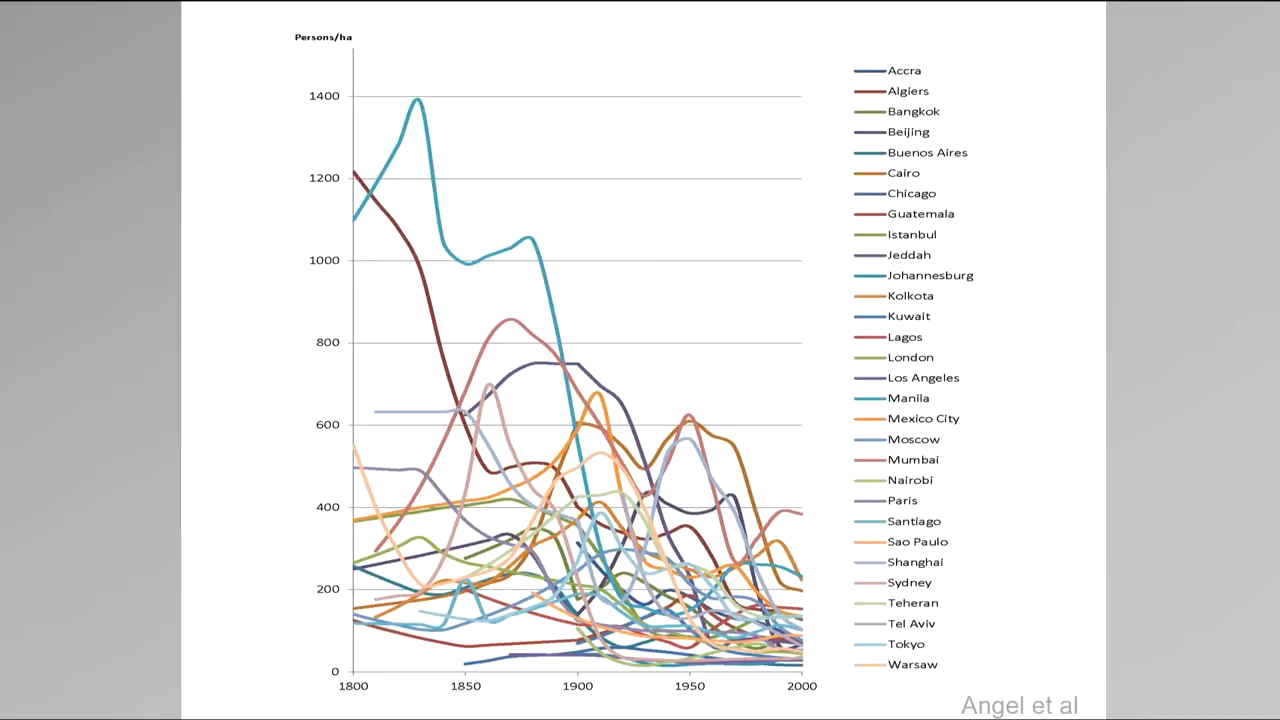 Persons/ha
1400
1200
1000
800
600
400
200
0
1800
1850
1900
1950
2000
Accra
Algiers
Bangkok
Beijing
Buenos Aires
Cairo
Chicago
Guatemala
Istanbul
Jeddah
Johannesburg
Kolkota
Kuwait
Lagos
London
Los Angeles
Manila
Mexico City
Moscow
Mumbai
Nairobi
Paris
Santiago
Sao Paulo
Shanghai
Sydney
Teheran
Tel Aviv
Tokyo
Warsaw
Angel et al